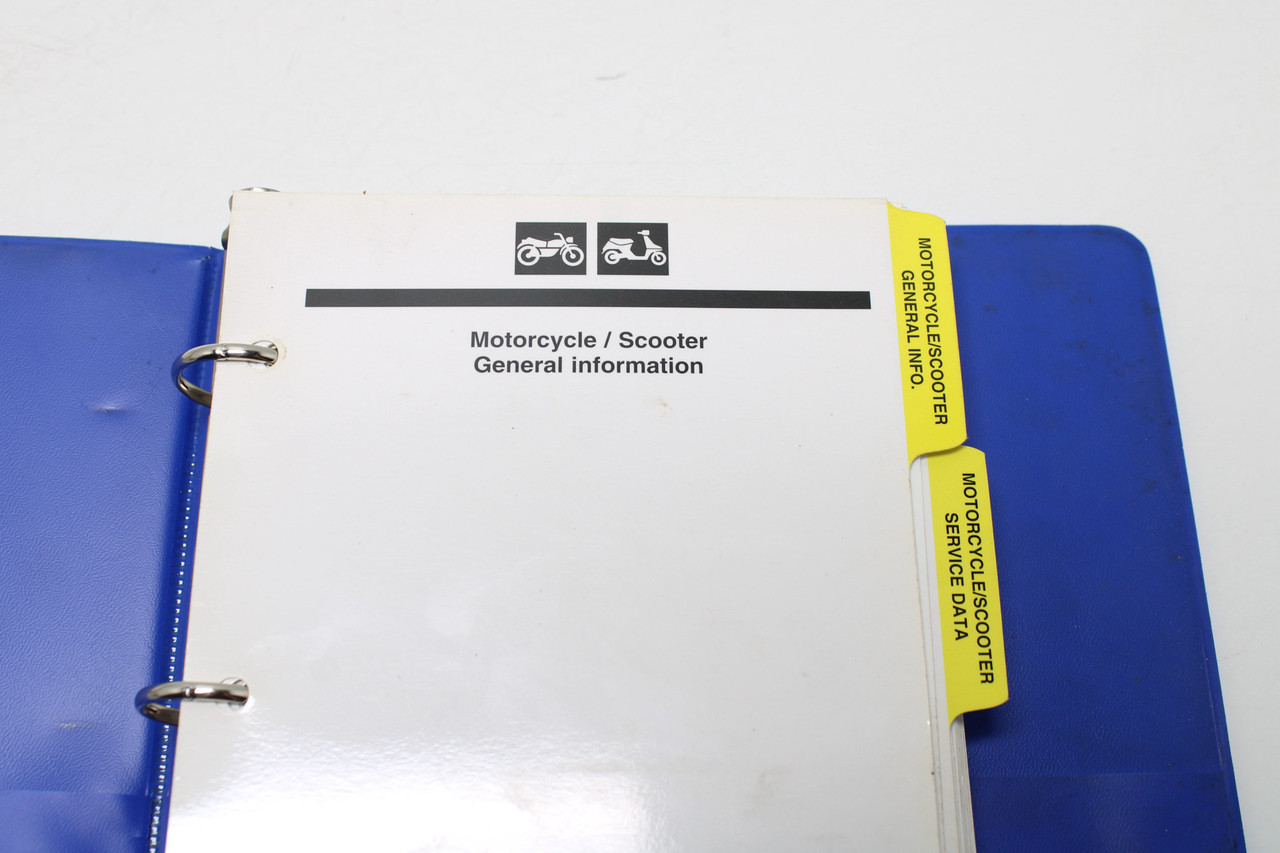 Motorcycle / Scooter
General information
MOTORCYCLE/SCOOTER
GENERAL INFO.
MOTORCYCLE/SCOOTER
SERVICE DATA